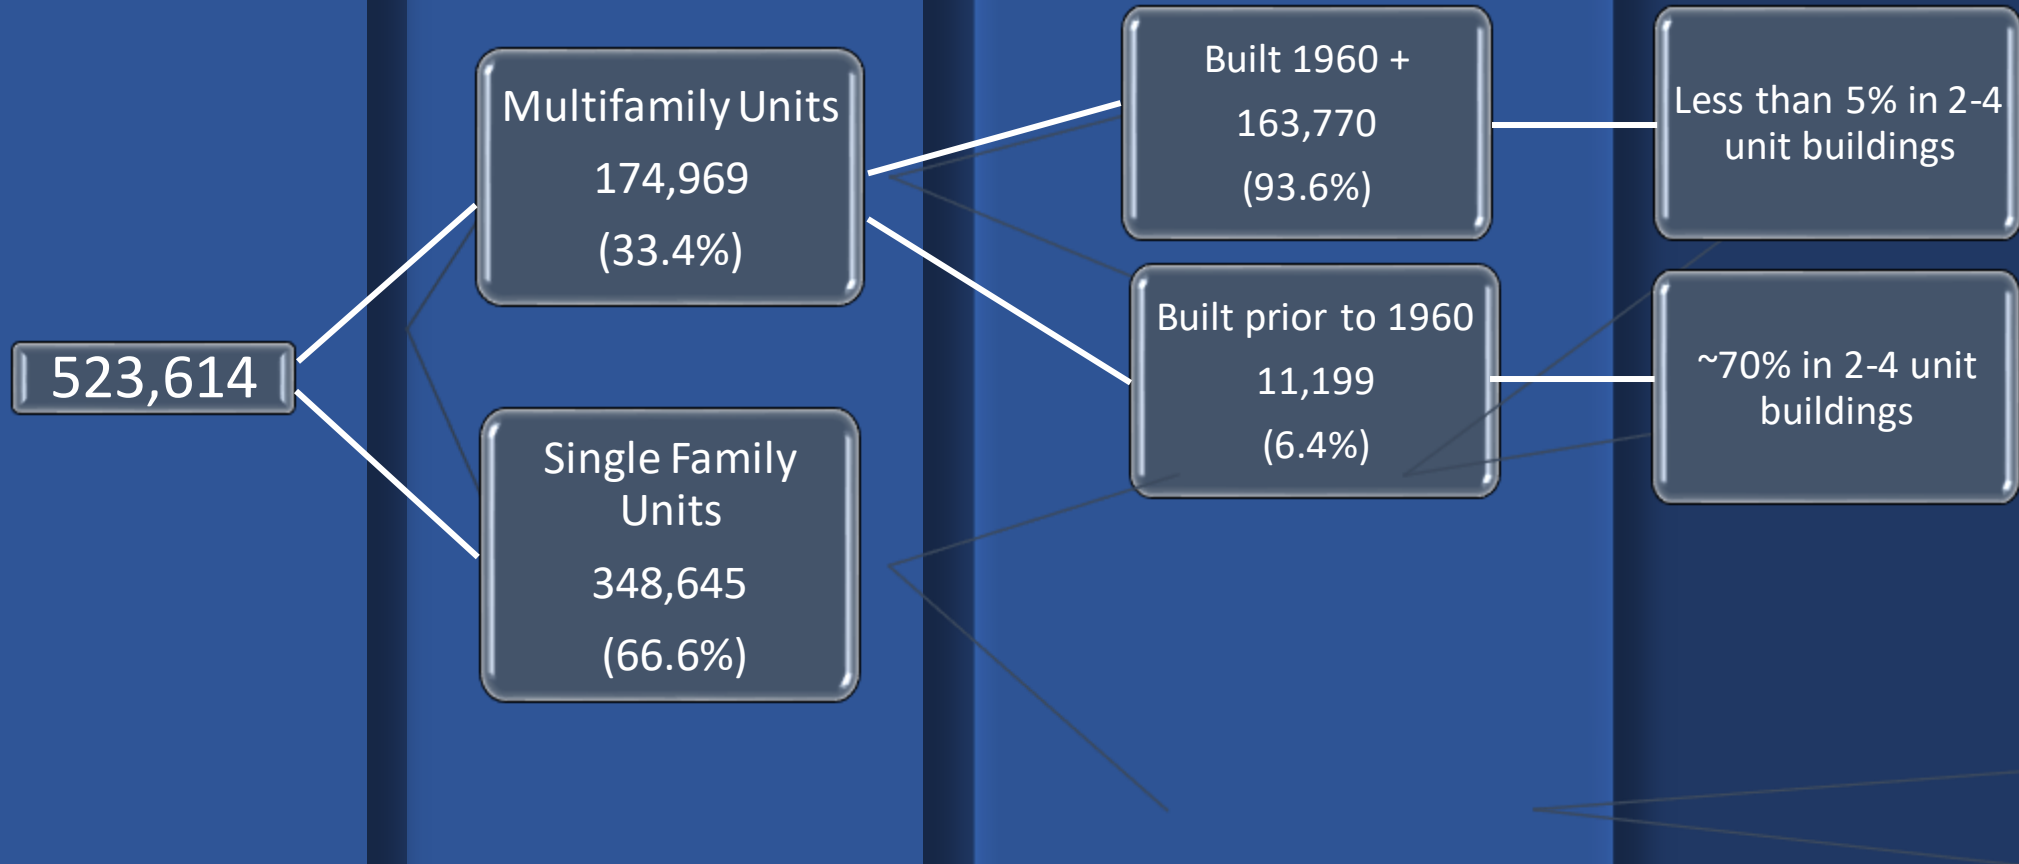 523,614
Multifamily Units
174,969
(33.4%)
Single Family
Units
348,645
(66.6%)
Built 1960 +
163,770
(93.6%)
Built prior to 1960
11,199
(6.4%)
Less than 5% in 2-4
unit buildings
~70% in 2-4 unit
buildings